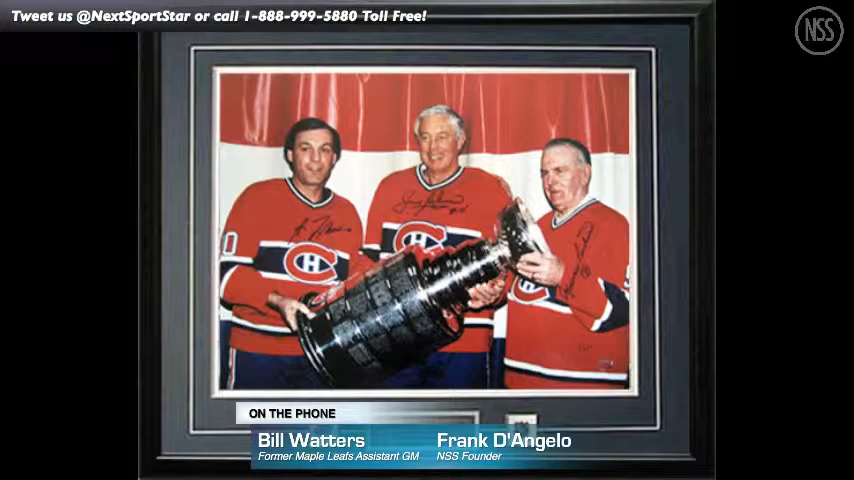 Tweet us @NextSportStar or call 1-888-999-5880 Toll Free!
NSS
ON THE PHONE
Bill Watters
Former Maple Leafs Assistant GM
Frank D'Angelo
NSS Founder